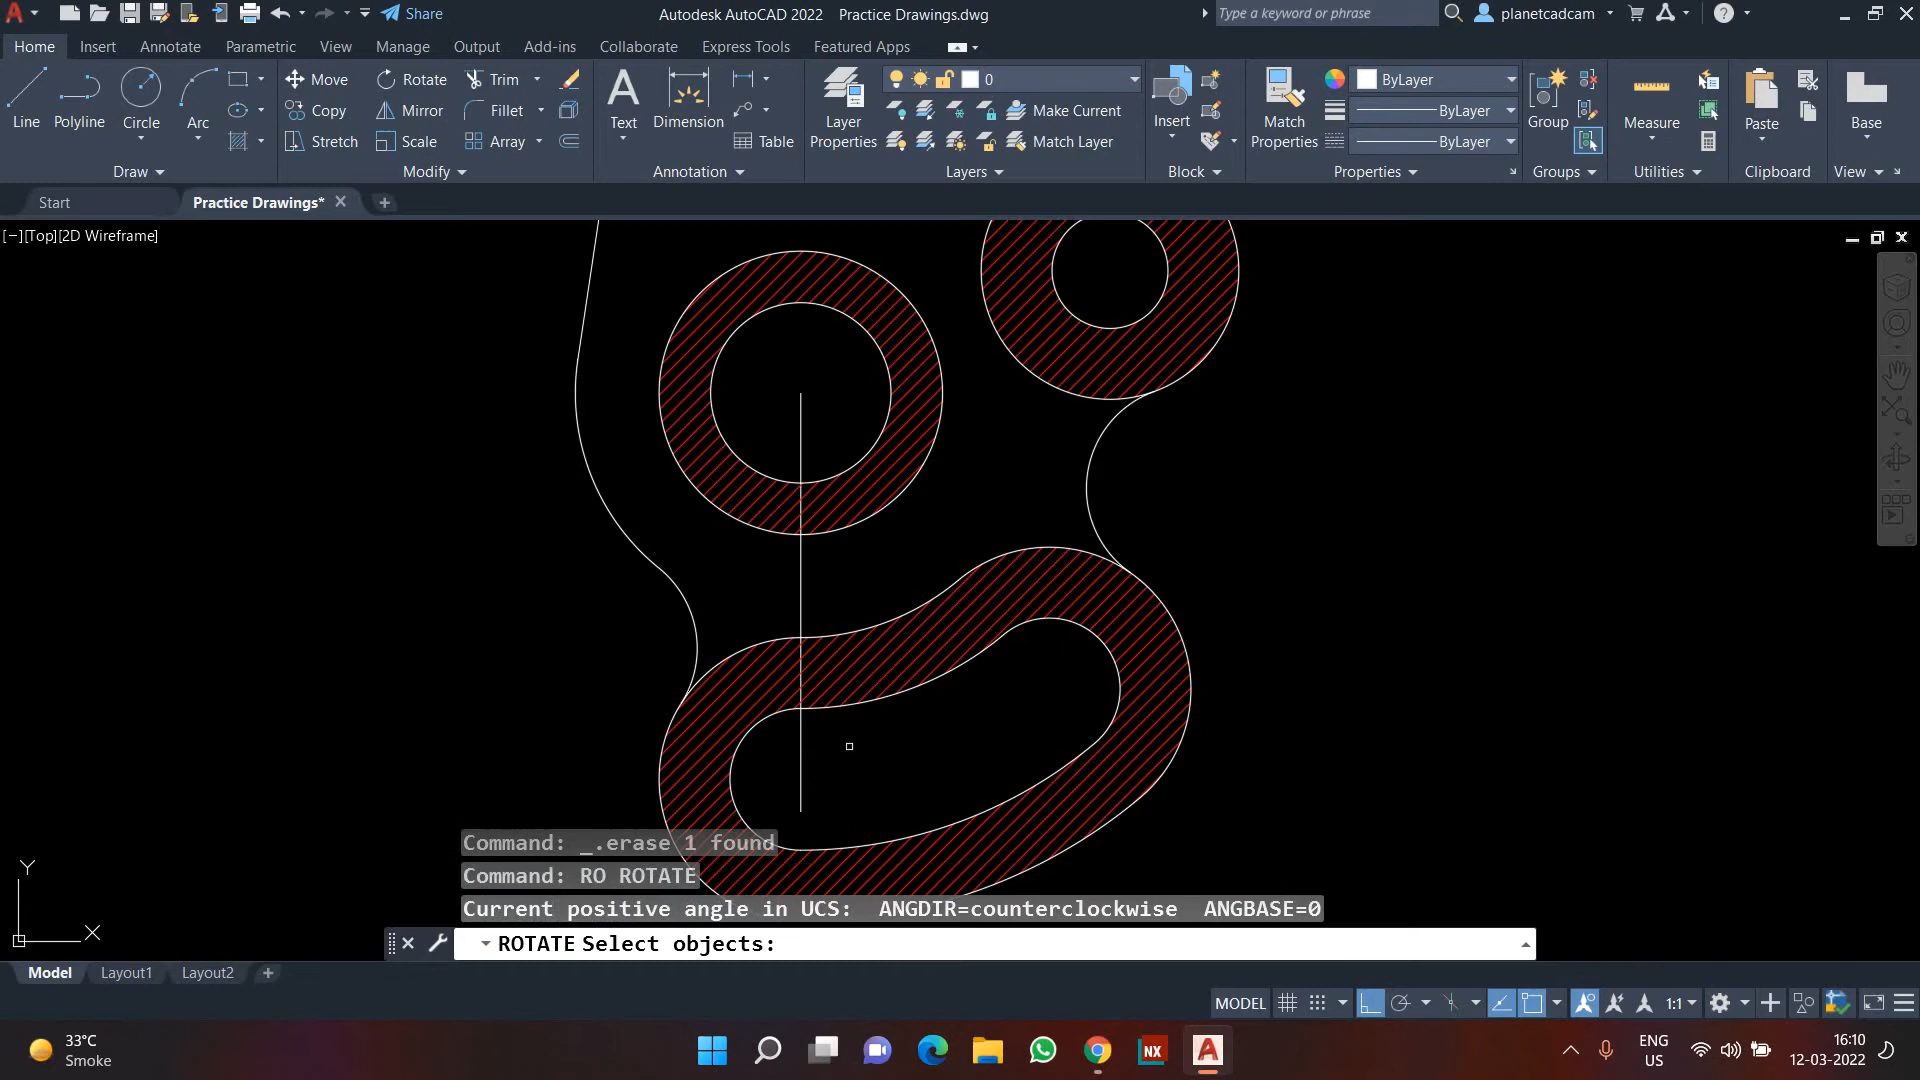 Share
Autodesk AutoCAD 2022 Practice Drawings.dwg
Type a keyword or phrase
planetcadcam
Home Insert Annotate Parametric View Manage Output Add-ins Collaborate Express Tools Featured Apps
Line Polyline Circle Arc
Move Rotate Trim
Copy Mirror Fillet
Stretch Scale Array
Text Dimension Table
Layer Properties
0
Make Current
Match Layer
Insert
Match Properties
ByLayer
ByLayer
ByLayer
Group Measure Paste Base
Draw Modify Annotation Layers Block Properties Groups Utilities Clipboard View
Start Practice Drawings*
[−][Top][2D Wireframe]
Y
X
Command: _.erase 1 found
Command: RO ROTATE
Current positive angle in UCS: ANGDIR=counterclockwise ANGBASE=0
ROTATE Select objects:
Model Layout1 Layout2
MODEL 1:1
33°C
Smoke
NX
ENG
US
16:10
12-03-2022